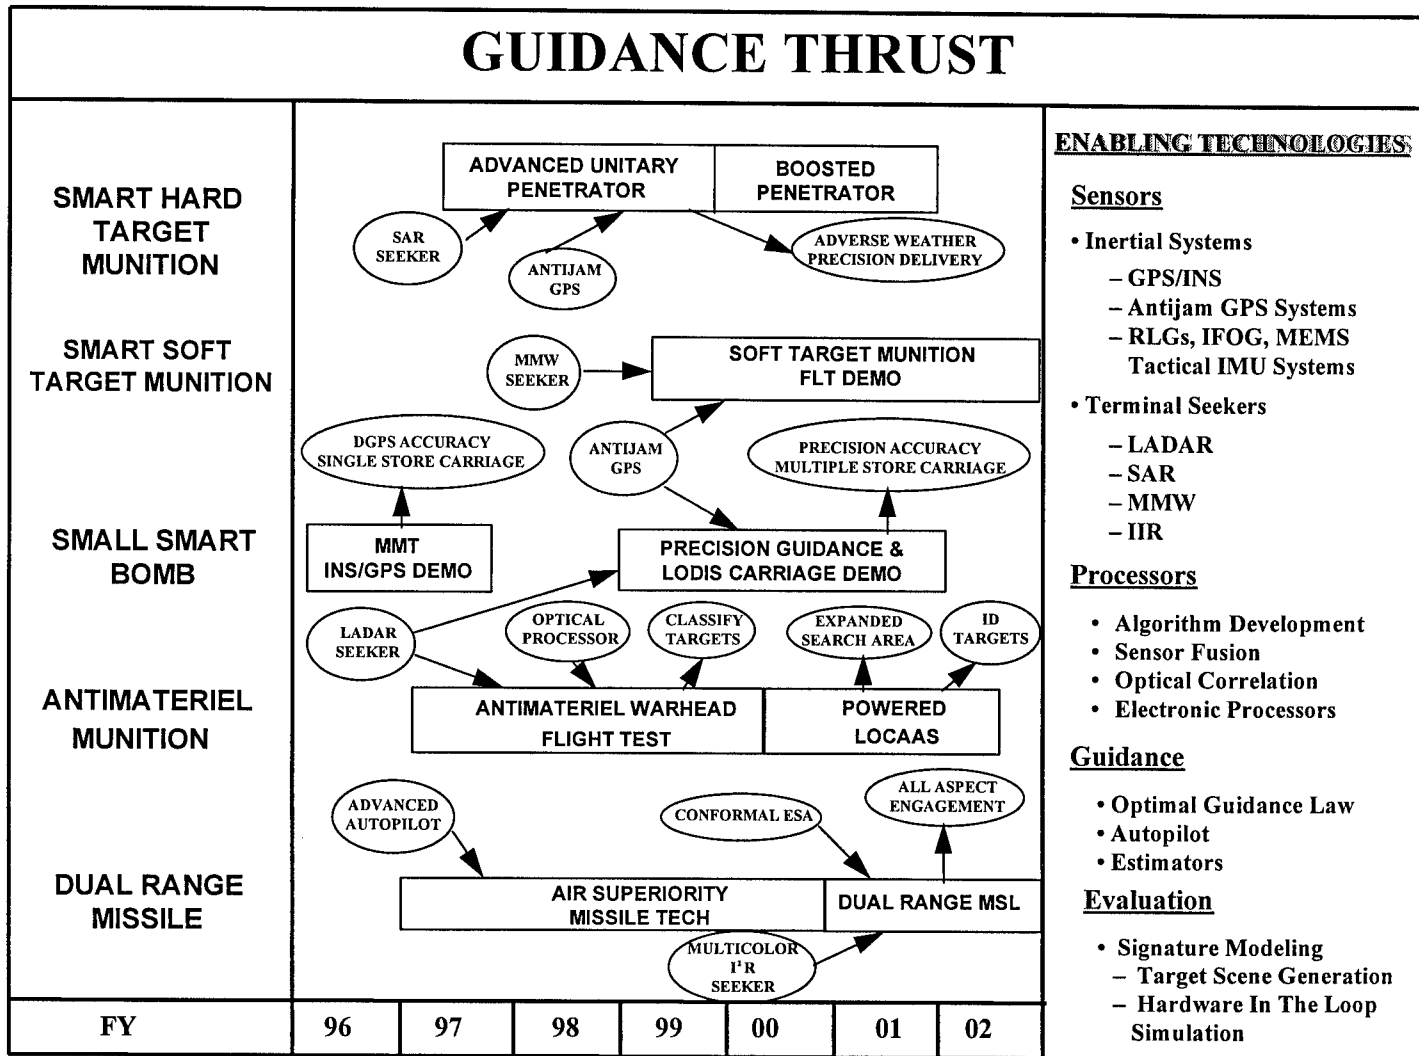 GUIDANCE THRUST
SMART HARD
TARGET
MUNITION
ADVANCED UNITARY
PENETRATOR
BOOSTED
PENETRATOR
SAR
SEEKER
ANTIJAM
GPS
ADVERSE WEATHER
PRECISION DELIVERY
SMART SOFT
TARGET MUNITION
MMW
SEEKER
SOFT TARGET MUNITION
FLT DEMO
DGPS ACCURACY
SINGLE STORE CARRIAGE
ANTIJAM
GPS
PRECISION ACCURACY
MULTIPLE STORE CARRIAGE
SMALL SMART
BOMB
MMT
INS/GPS DEMO
PRECISION GUIDANCE &
LODIS CARRIAGE DEMO
LADAR
SEEKER
OPTICAL
PROCESSOR
CLASSIFY
TARGETS
EXPANDED
SEARCH AREA
ID
TARGETS
ANTIMATERIEL
MUNITION
ANTIMATERIEL WARHEAD
FLIGHT TEST
POWERED
LOCAAS
ADVANCED
AUTOPILOT
CONFORMAL ESA
ALL ASPECT
ENGAGEMENT
DUAL RANGE
MISSILE
AIR SUPERIORITY
MISSILE TECH
DUAL RANGE MSL
MULTICOLOR
I²R
SEEKER
FY 96 97 98 99 00 01 02
ENABLING TECHNOLOGIES
Sensors
• Inertial Systems
– GPS/INS
– Antijam GPS Systems
– RLGs, IFOG, MEMS
Tactical IMU Systems
• Terminal Seekers
– LADAR
– SAR
– MMW
– IIR
Processors
• Algorithm Development
• Sensor Fusion
• Optical Correlation
• Electronic Processors
Guidance
• Optimal Guidance Law
• Autopilot
• Estimators
Evaluation
• Signature Modeling
– Target Scene Generation
– Hardware In The Loop
Simulation